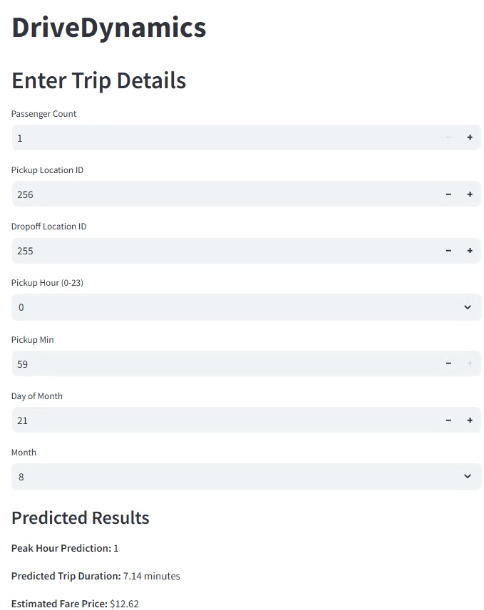 DriveDynamics
Enter Trip Details
Passenger Count
1
Pickup Location ID
256
Dropoff Location ID
255
Pickup Hour (0-23)
0
Pickup Min
59
Day of Month
21
Month
8
Predicted Results
Peak Hour Prediction: 1
Predicted Trip Duration: 7.14 minutes
Estimated Fare Price: $12.62